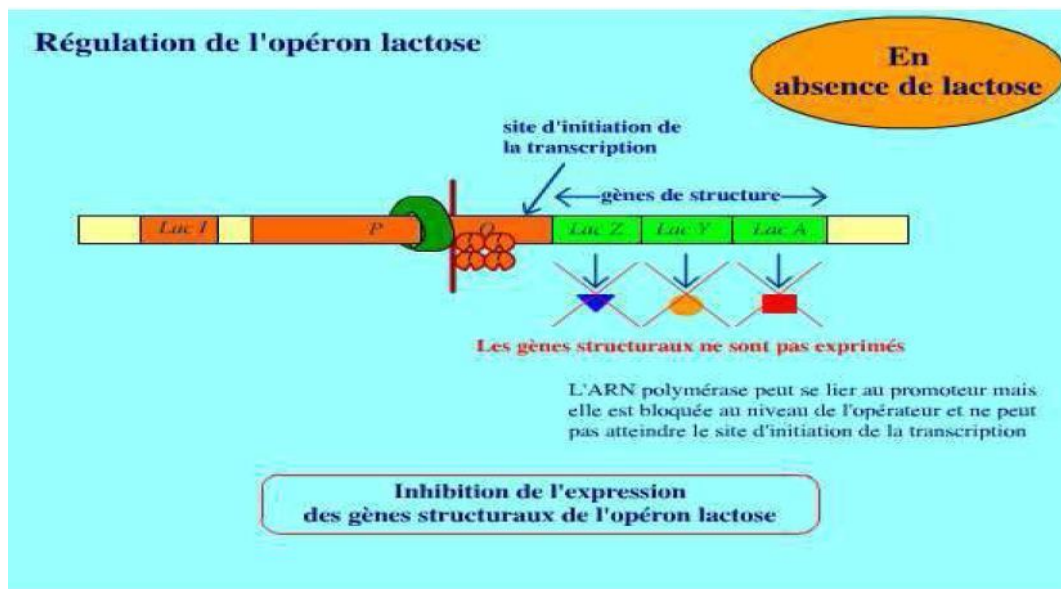 Régulation de l'opéron lactose
En
absence de lactose
site d'initiation de
la transcription
gènes de structure
Lac I
P
O
Lac Z
Lac Y
Lac A
Les gènes structuraux ne sont pas exprimés
L'ARN polymérase peut se lier au promoteur mais
elle est bloquée au niveau de l'opérateur et ne peut
pas atteindre le site d'initiation de la transcription
Inhibition de l'expression
des gènes structuraux de l'opéron lactose